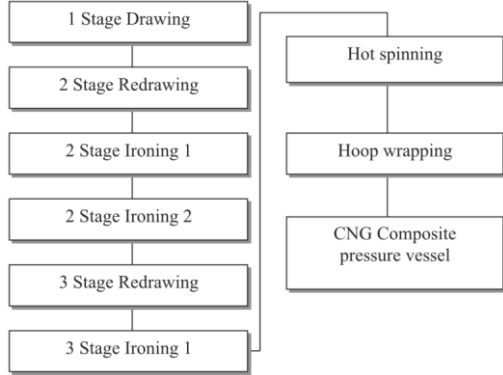 1 Stage Drawing
2 Stage Redrawing
2 Stage Ironing 1
2 Stage Ironing 2
3 Stage Redrawing
3 Stage Ironing 1
Hot spinning
Hoop wrapping
CNG Composite
pressure vessel